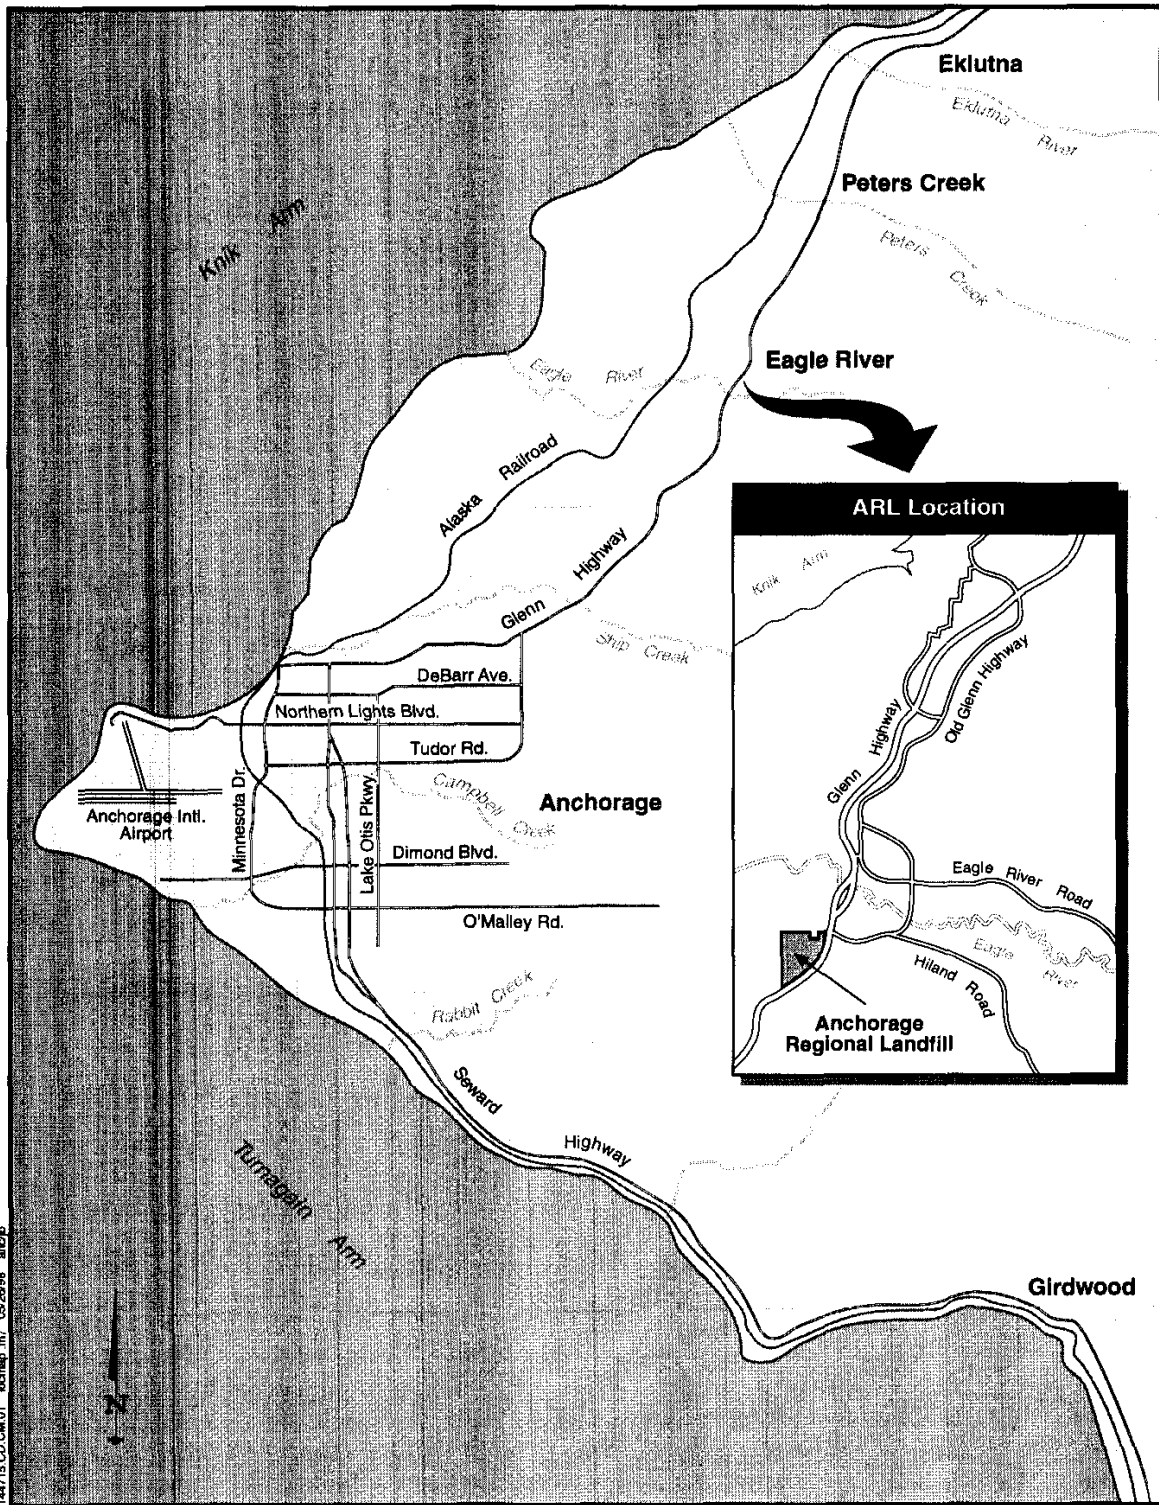 Eklutna
Eklutna River
Knik Arm
Peters Creek
Peters Creek
Eagle River
Eagle River
Alaska Railroad
Glenn Highway
Ship Creek
DeBarr Ave.
Northern Lights Blvd.
Tudor Rd.
Minnesota Dr.
Lake Otis Pkwy.
Campbell Creek
Anchorage
Anchorage Intl.
Airport
Dimond Blvd.
O'Malley Rd.
Rabbit Creek
Seward Highway
Turnagain Arm
Girdwood
N
ARL Location
Knik Arm
Glenn Highway
Old Glenn Highway
Eagle River Road
Eagle River
Hiland Road
Anchorage
Regional Landfill